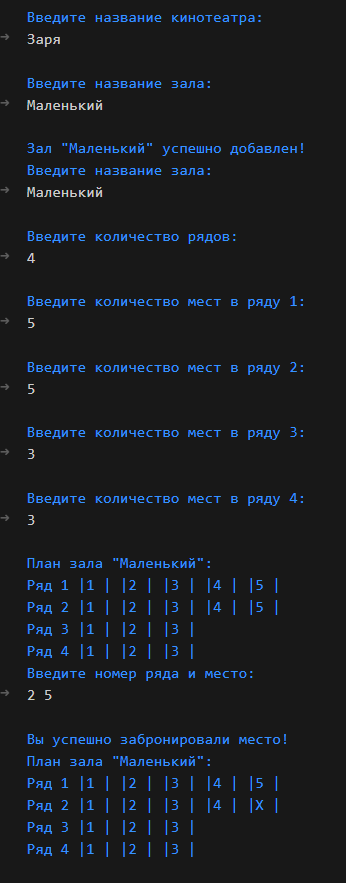 Введите название кинотеатра:
→ Заря
Введите название зала:
→ Маленький
Зал "Маленький" успешно добавлен!
Введите название зала:
→ Маленький
Введите количество рядов:
→ 4
Введите количество мест в ряду 1:
→ 5
Введите количество мест в ряду 2:
→ 5
Введите количество мест в ряду 3:
→ 3
Введите количество мест в ряду 4:
→ 3
План зала "Маленький":
Ряд 1 |1 | |2 | |3 | |4 | |5 |
Ряд 2 |1 | |2 | |3 | |4 | |5 |
Ряд 3 |1 | |2 | |3 |
Ряд 4 |1 | |2 | |3 |
Введите номер ряда и место:
→ 2 5
Вы успешно забронировали место!
План зала "Маленький":
Ряд 1 |1 | |2 | |3 | |4 | |5 |
Ряд 2 |1 | |2 | |3 | |4 | |X |
Ряд 3 |1 | |2 | |3 |
Ряд 4 |1 | |2 | |3 |